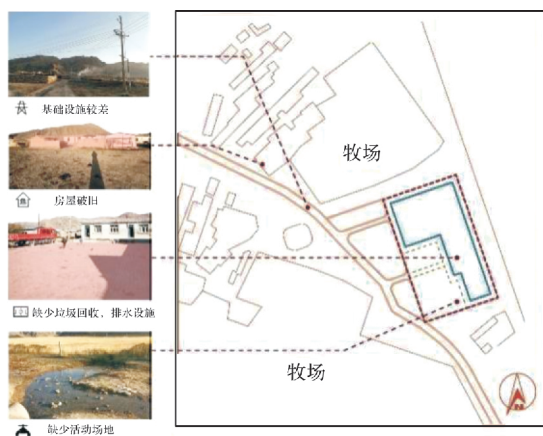 基础设施较差
牧场
房屋破旧
缺少垃圾回收，排水设施
牧场
缺少活动场地